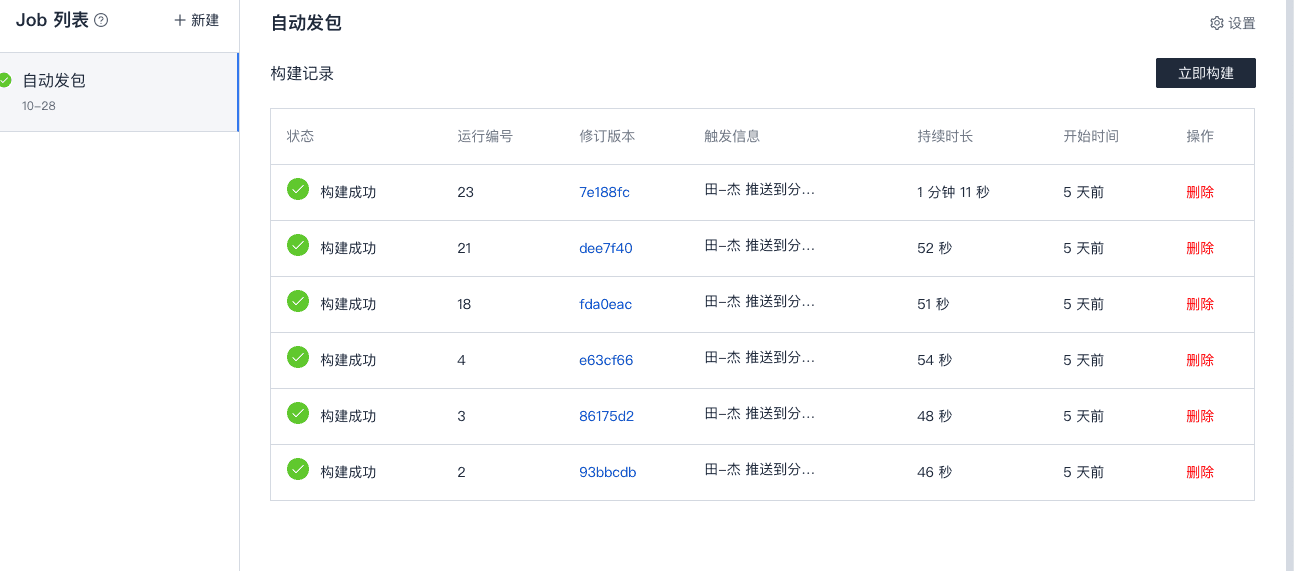 Job 列表
新建
自动发包
10-28
自动发包
设置
构建记录
立即构建
状态 运行编号 修订版本 触发信息 持续时长 开始时间 操作
构建成功 23 7e188fc 田-杰 推送到分... 1 分钟 11 秒 5 天前 删除
构建成功 21 dee7f40 田-杰 推送到分... 52 秒 5 天前 删除
构建成功 18 fda0eac 田-杰 推送到分... 51 秒 5 天前 删除
构建成功 4 e63cf66 田-杰 推送到分... 54 秒 5 天前 删除
构建成功 3 86175d2 田-杰 推送到分... 48 秒 5 天前 删除
构建成功 2 93bbcdb 田-杰 推送到分... 46 秒 5 天前 删除